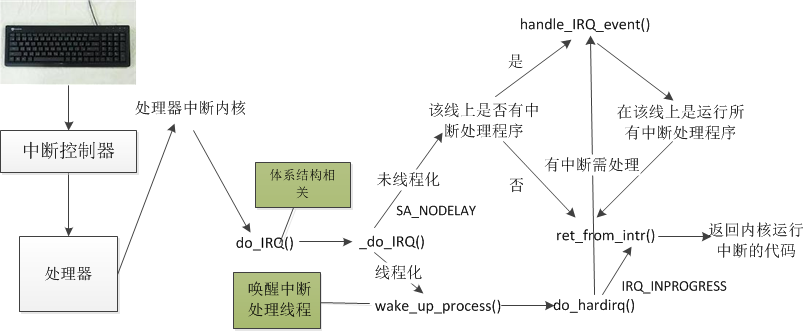 handle_IRQ_event()
是
处理器中断内核
该线上是否有中
断处理程序
在该线上是运行所
有中断处理程序
中断控制器
体系结构相
关
未线程化
有中断需处理
否
SA_NODELAY
do_IRQ()
_do_IRQ()
ret_from_intr()
返回内核运行
中断的代码
处理器
线程化
唤醒中断
处理线程
IRQ_INPROGRESS
wake_up_process()
do_hardirq()